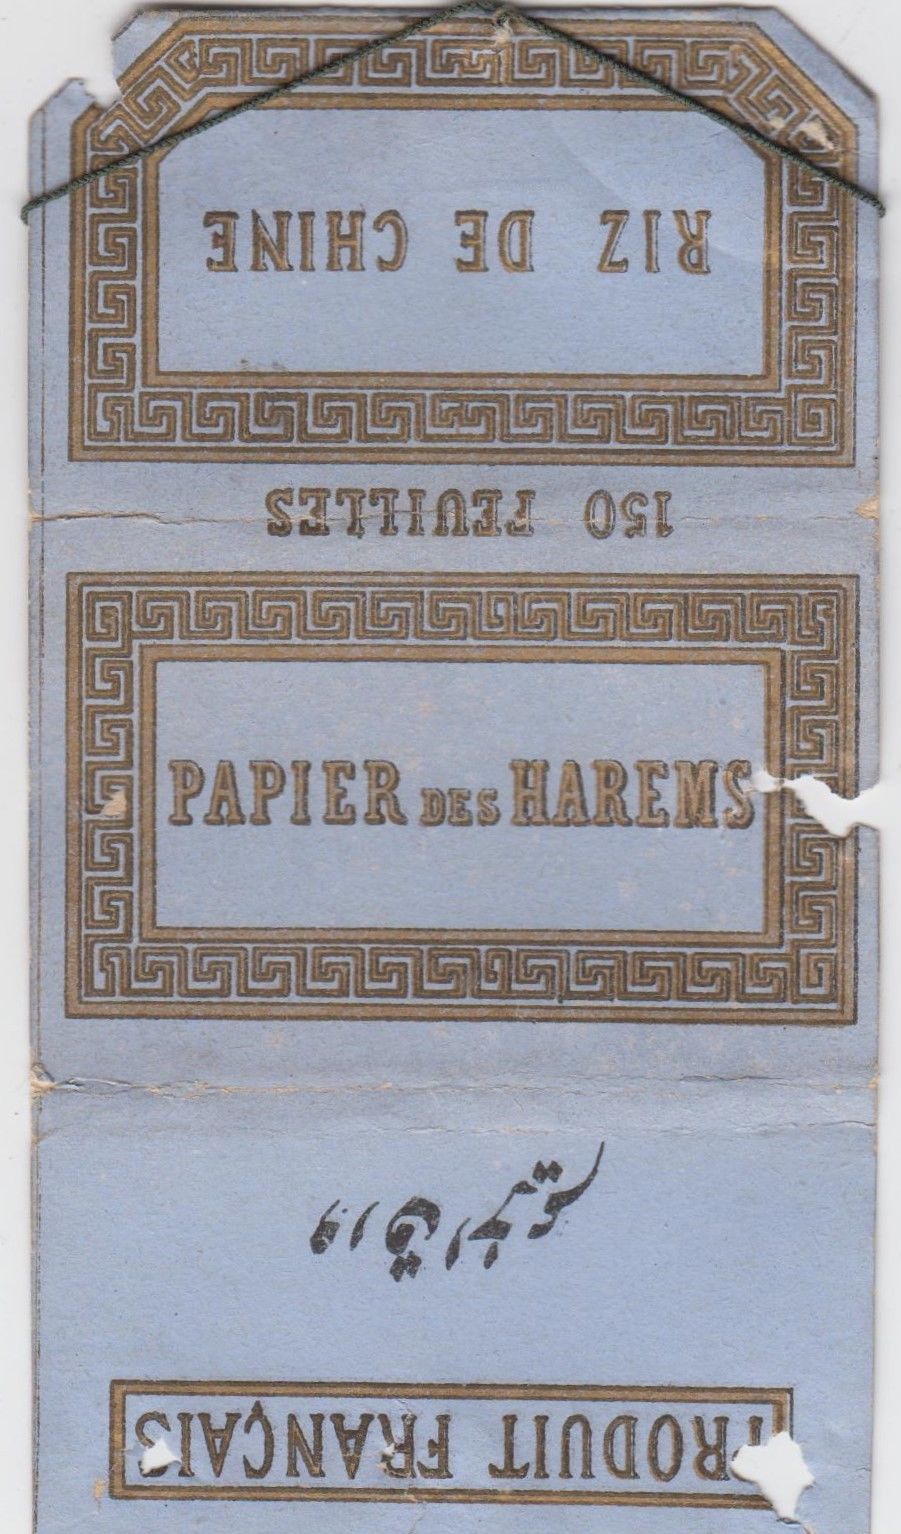 RIZ DE CHINE
150 FEUILLES
PAPIER DES HAREMS
PRODUIT FRANÇAIS